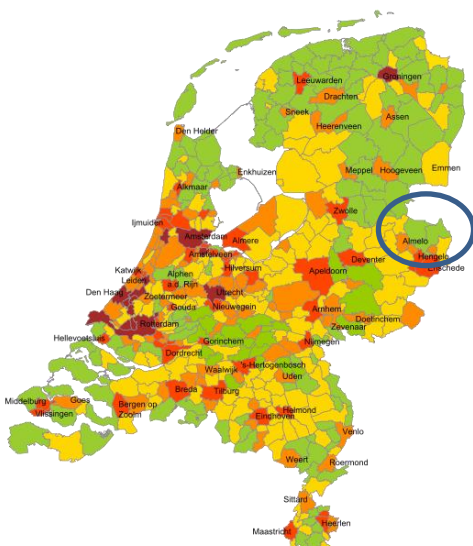 Groningen
Leeuwarden
Drachten
Sneek
Assen
Heerenveen
Den Helder
Emmen
Meppel
Hoogeveen
Enkhuizen
Alkmaar
Zwolle
IJmuiden
Amsterdam
Almere
Almelo
Amstelveen
Hengelo
Deventer
Enschede
Katwijk
Hilversum
Apeldoorn
Leiden
Alphen
a.d. Rijn
Den Haag
Utrecht
Zoetermeer
Nieuwegein
Gouda
Arnhem
Doetinchem
Rotterdam
Zevenaar
Hellevoetsluis
Gorinchem
Nijmegen
Dordrecht
Waalwijk
's-Hertogenbosch
Uden
Middelburg
Goes
Breda
Tilburg
Bergen op
Zoom
Vlissingen
Helmond
Eindhoven
Venlo
Weert
Roermond
Sittard
Heerlen
Maastricht